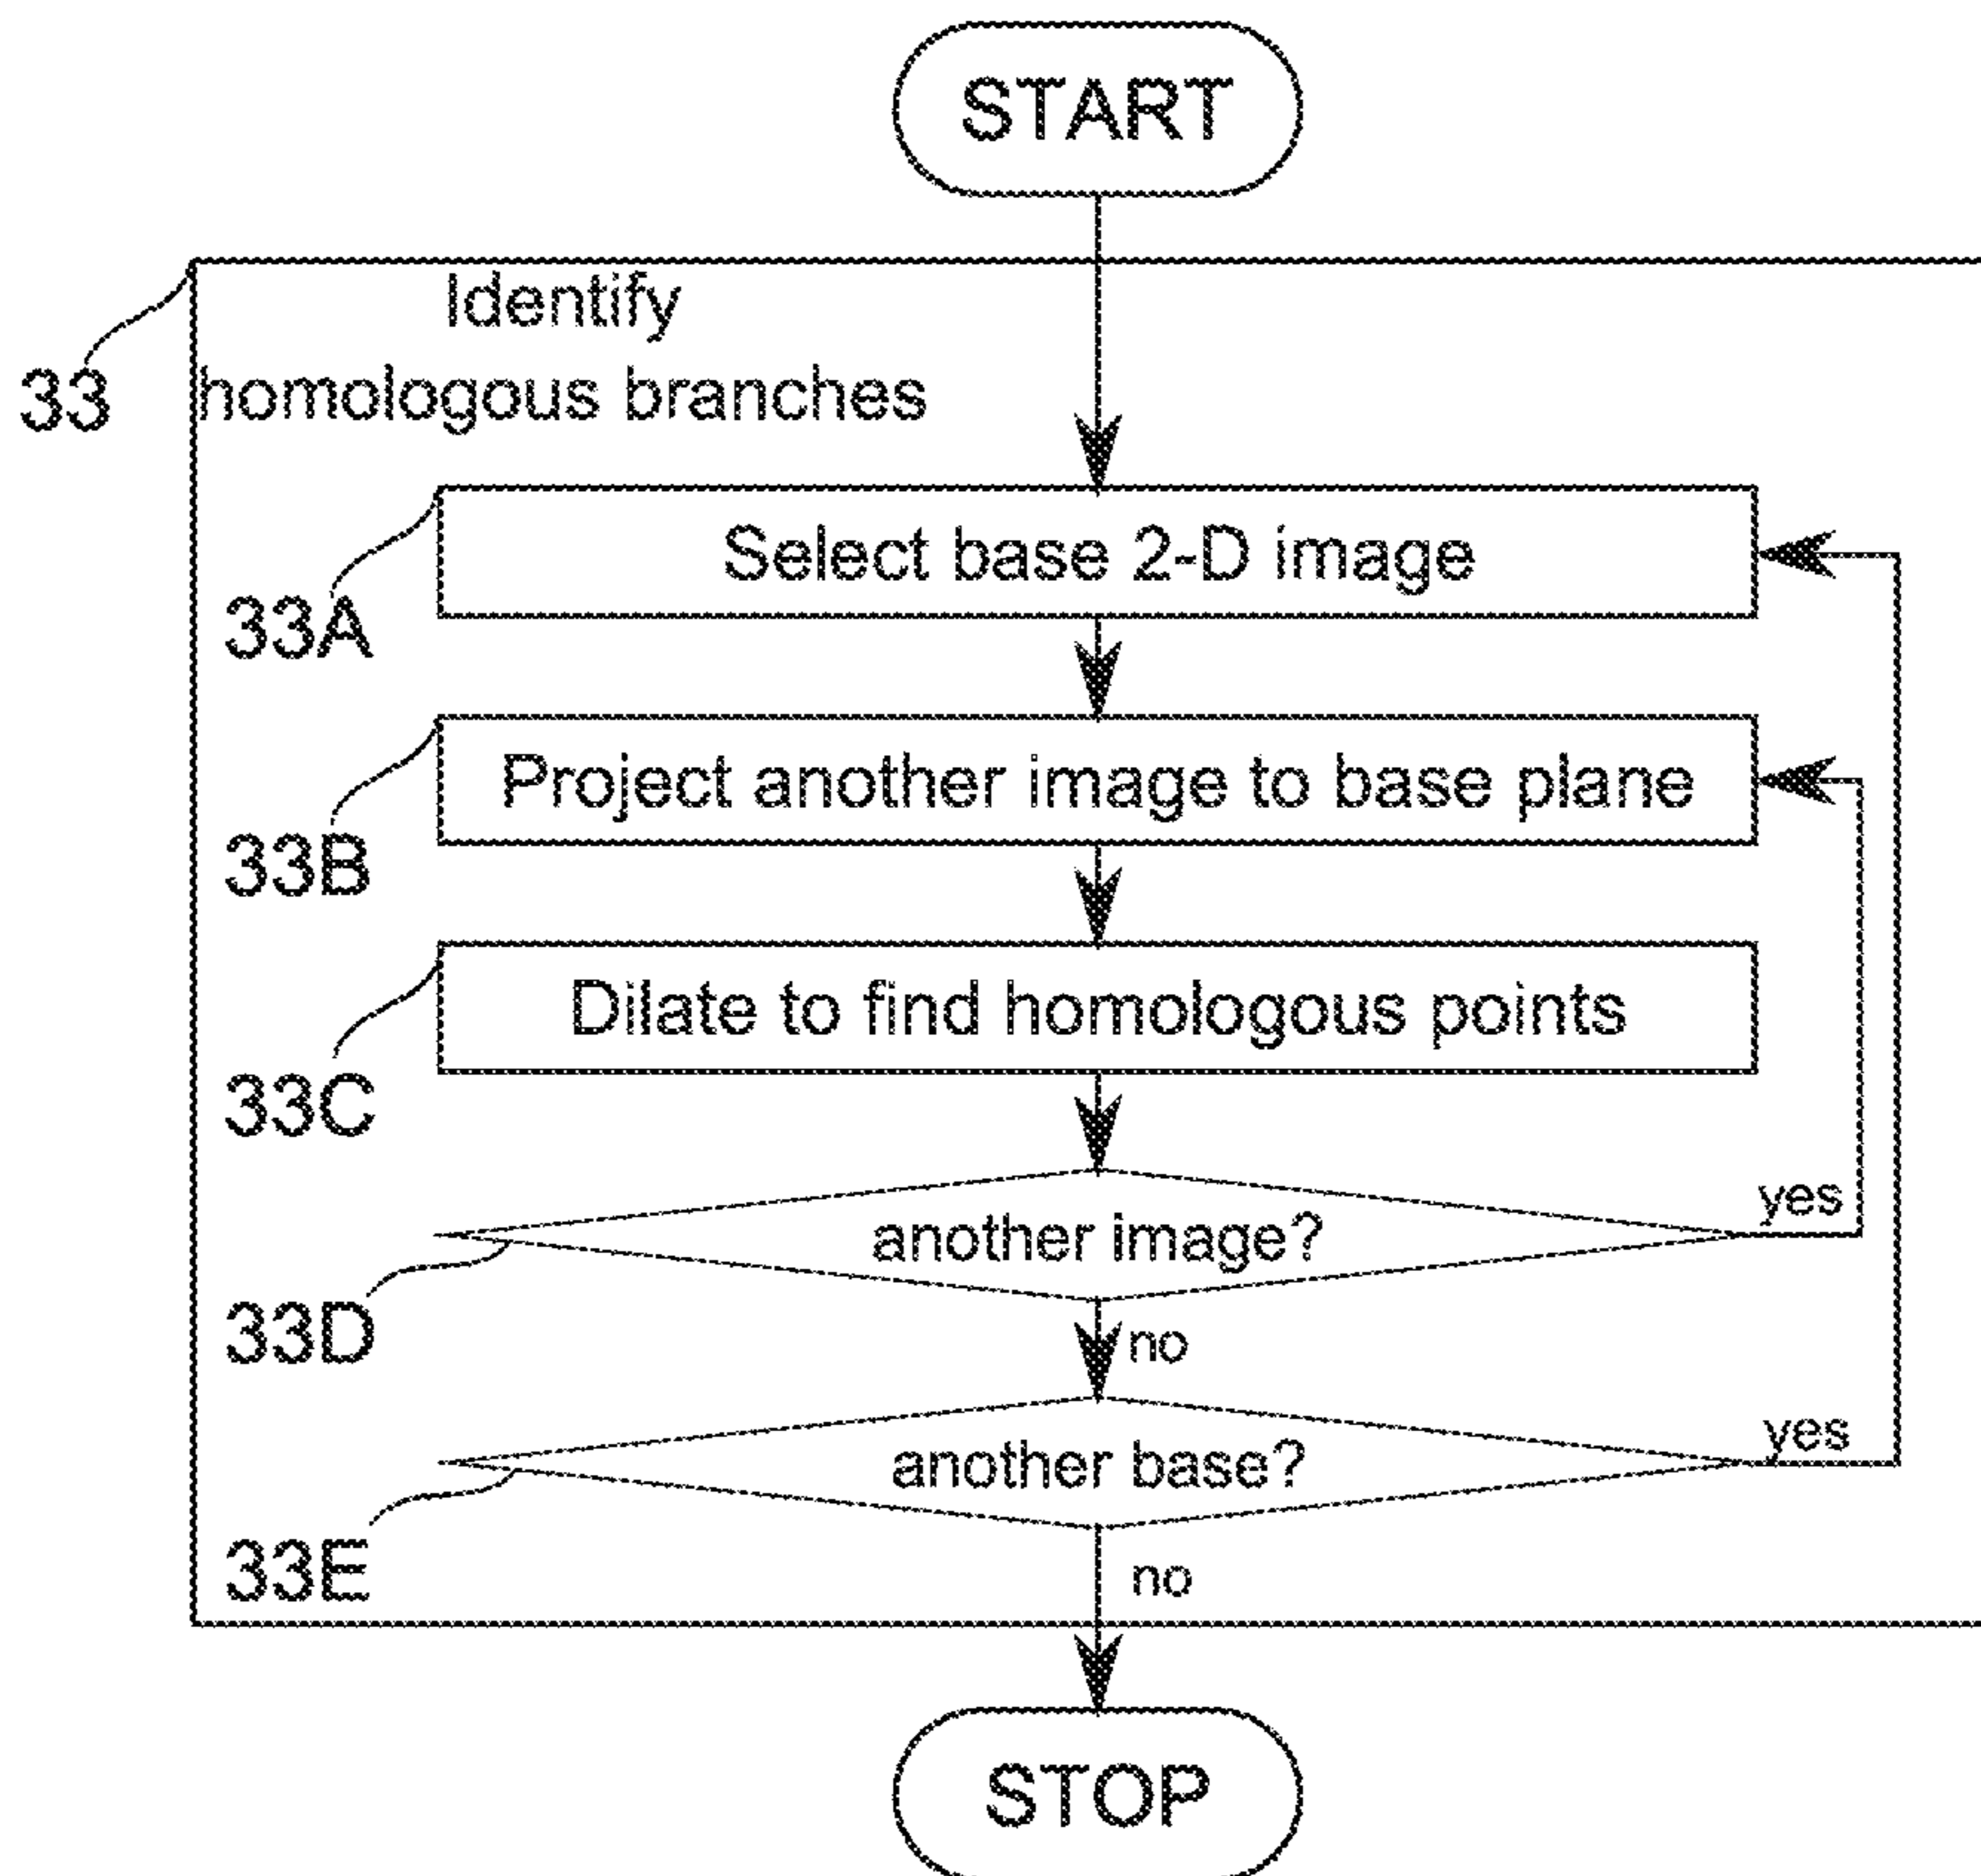 START
Identify
33 homologous branches
Select base 2-D image
33A
Project another image to base plane
33B
Dilate to find homologous points
33C
yes
another image?
33D
no
yes
another base?
33E
no
STOP